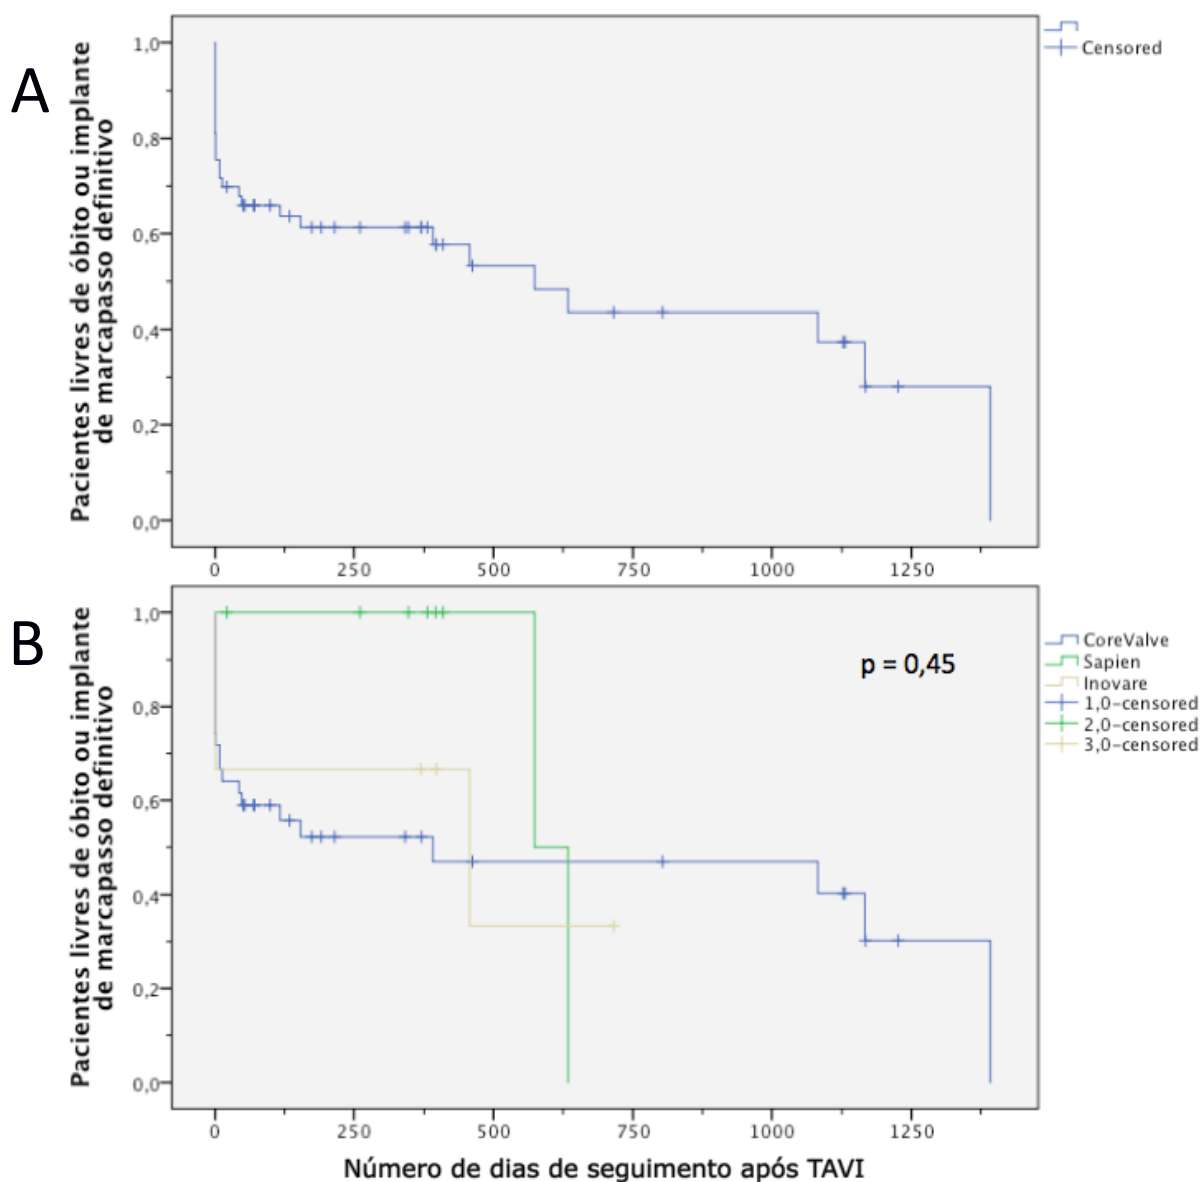 A
Pacientes livres de óbito ou implante
de marcapasso definitivo
1,0
0,8
0,6
0,4
0,2
0,0
0 250 500 750 1000 1250
Censored
B
Pacientes livres de óbito ou implante
de marcapasso definitivo
1,0
0,8
0,6
0,4
0,2
0,0
p = 0,45
CoreValve
Sapien
Inovare
1,0-censored
2,0-censored
3,0-censored
0 250 500 750 1000 1250
Número de dias de seguimento após TAVI